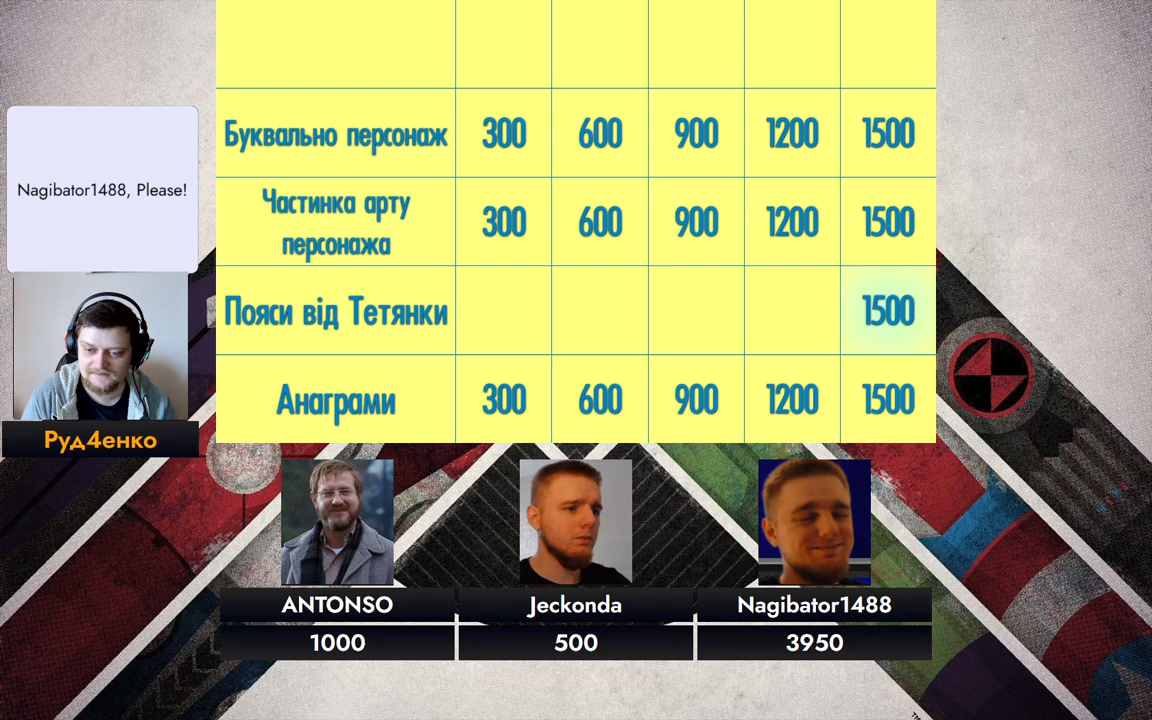 Буквально персонаж 300 600 900 1200 1500
Nagibator1488, Please!
Частинка арту
персонажа 300 600 900 1200 1500
Пояси від Тетянки 1500
Анаграми 300 600 900 1200 1500
Руд4енко
ANTONSO Jeckonda Nagibator1488
1000 500 3950
TM